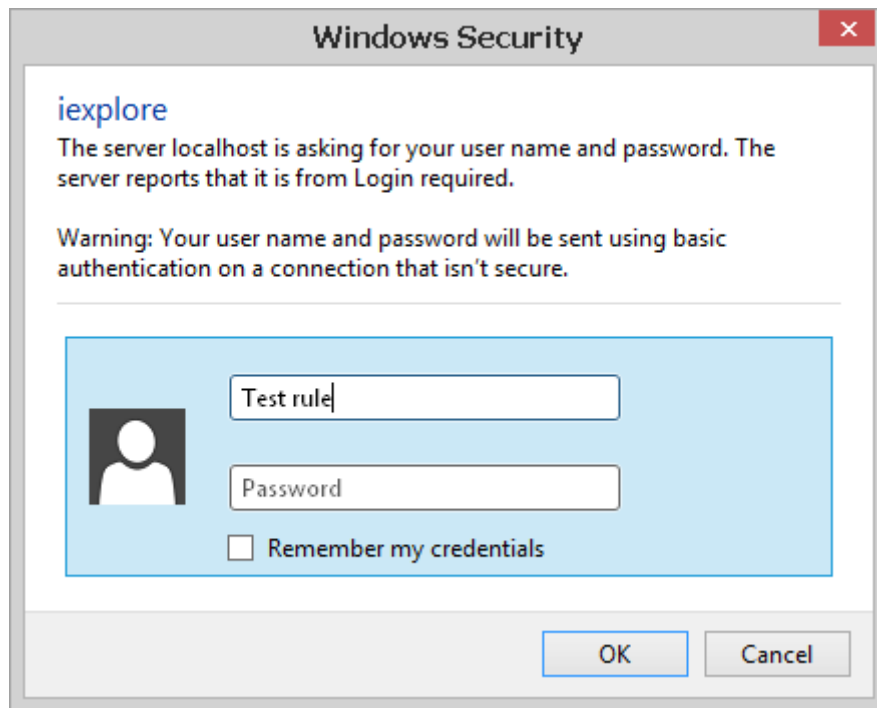 Windows Security
iexplore
The server localhost is asking for your user name and password. The
server reports that it is from Login required.
Warning: Your user name and password will be sent using basic
authentication on a connection that isn't secure.
Test rule
Password
Remember my credentials
OK
Cancel